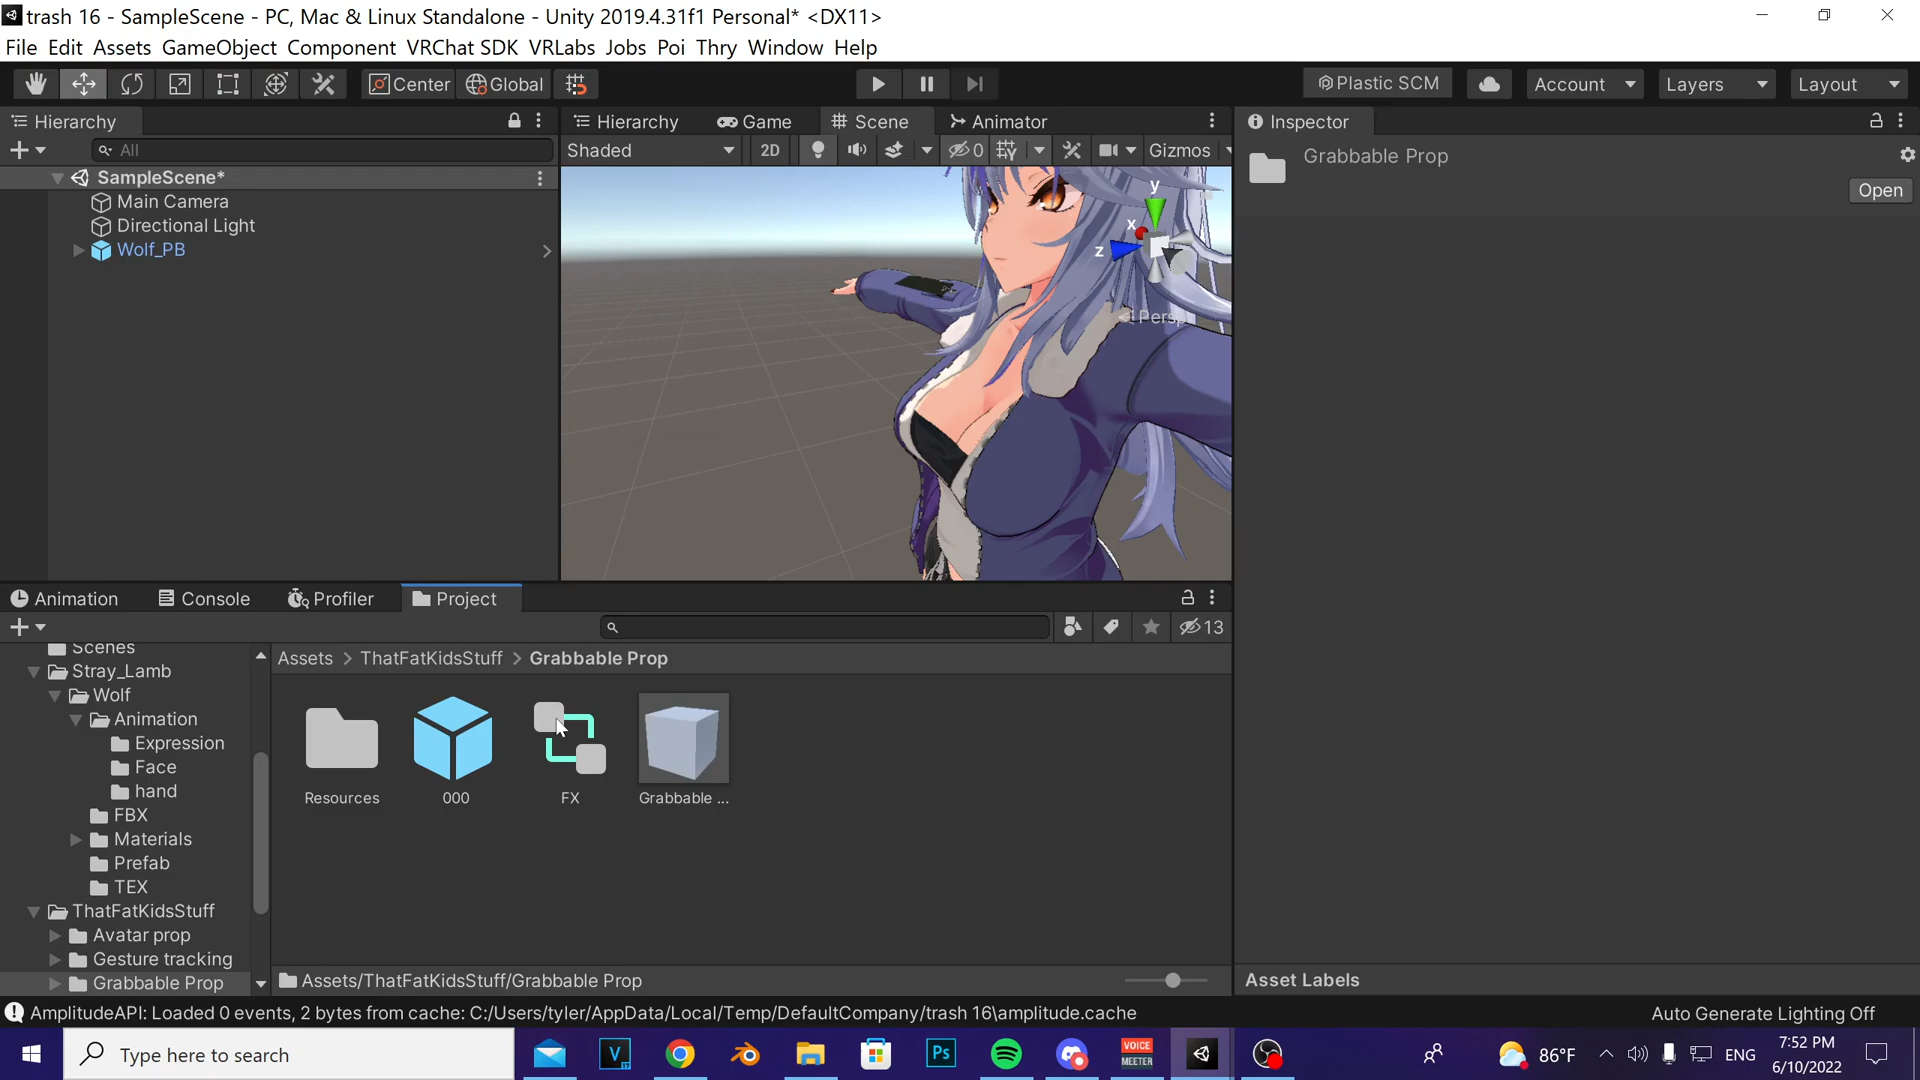 trash 16 - SampleScene - PC, Mac & Linux Standalone - Unity 2019.4.31f1 Personal* <DX11>
File Edit Assets GameObject Component VRChat SDK VRLabs Jobs Poi Thry Window Help
Center Global Plastic SCM Account Layers Layout
Hierarchy Hierarchy Game Scene Animator Inspector
All Shaded 2D 0 Gizmos Grabbable Prop
SampleScene*
Open
Main Camera
Directional Light
Wolf_PB
y
x
z
Persp
Animation Console Profiler Project
13
Scenes
Assets > ThatFatKidsStuff > Grabbable Prop
Stray_Lamb
Wolf
Animation
Expression
Face
hand
Resources 000 FX Grabbable ...
FBX
Materials
Prefab
TEX
ThatFatKidsStuff
Avatar prop
Gesture tracking
Grabbable Prop
Assets/ThatFatKidsStuff/Grabbable Prop
Asset Labels
AmplitudeAPI: Loaded 0 events, 2 bytes from cache: C:/Users/tyler/AppData/Local/Temp/DefaultCompany/trash 16\amplitude.cache
Auto Generate Lighting Off
Type here to search
V
17
Ps
VOICE
MEETER
86°F
ENG
7:52 PM
6/10/2022